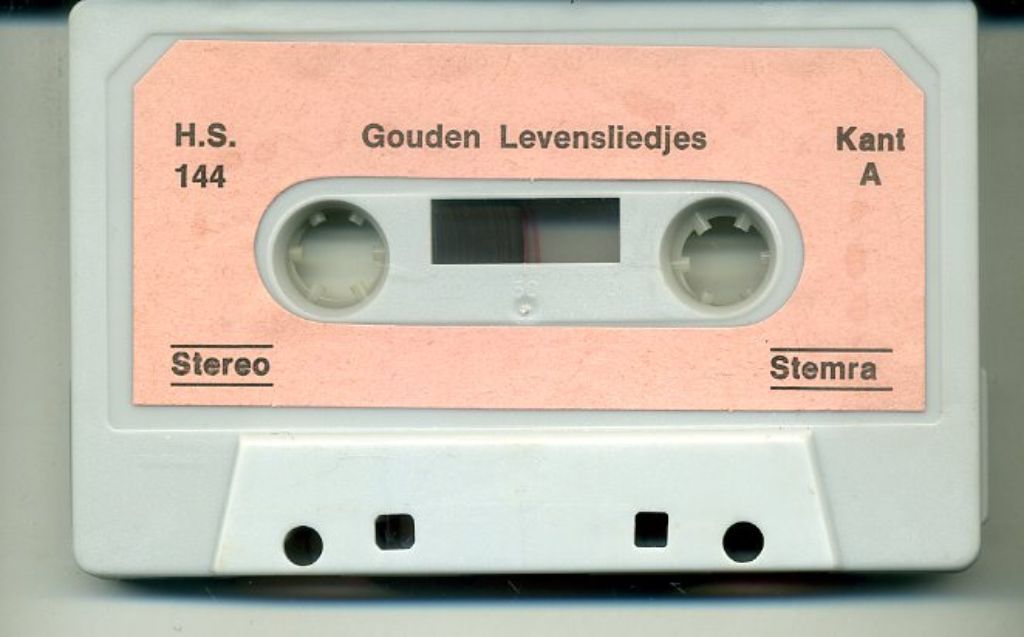 H.S.
144
Gouden Levensliedjes
Kant
A
Stereo
Stemra